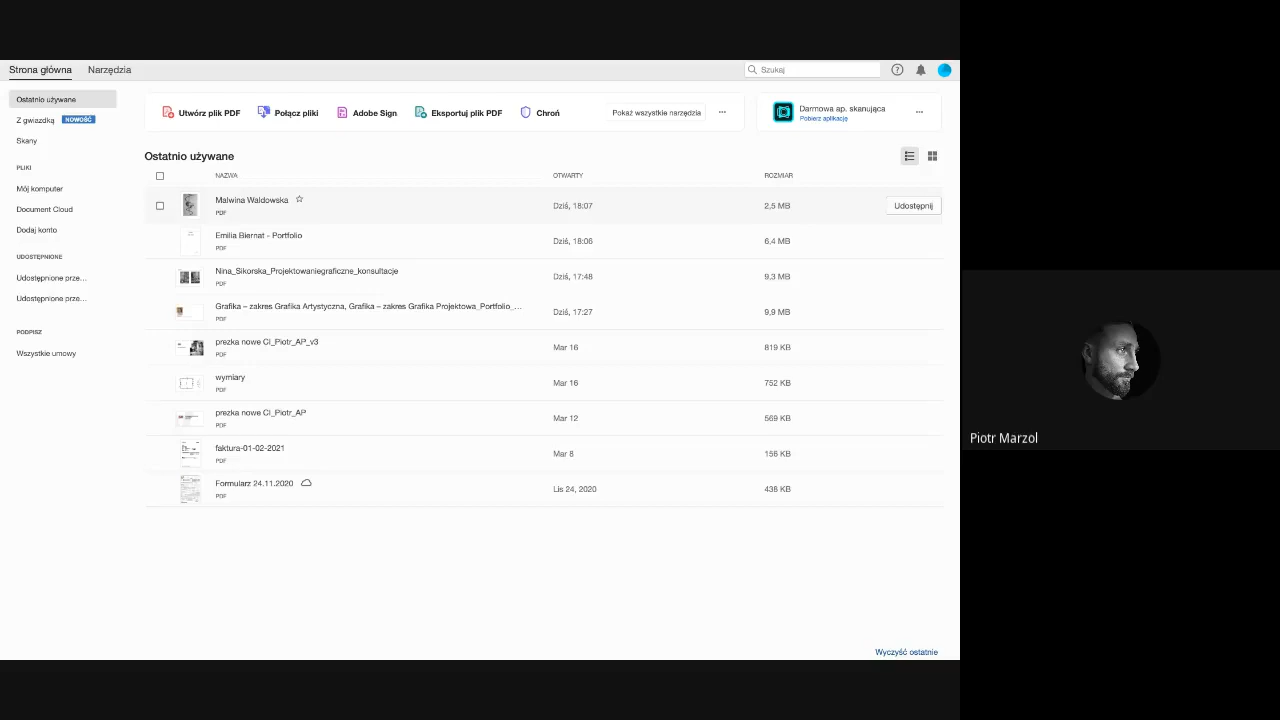 Strona główna Narzędzia Szukaj
Ostatnio używane
Z gwiazdką NOWOŚĆ
Skany
PLIKI
Mój komputer
Document Cloud
Dodaj konto
UDOSTĘPNIONE
Udostępnione prze...
Udostępnione prze...
PODPISZ
Wszystkie umowy
Utwórz plik PDF Połącz pliki Adobe Sign Eksportuj plik PDF Chroń Pokaż wszystkie narzędzia
Darmowa ap. skanująca
Pobierz aplikację
Ostatnio używane
NAZWA OTWARTY ROZMIAR
Malwina Waldowska Dziś, 18:07 2,5 MB Udostępnij
PDF
Emilia Biernat - Portfolio Dziś, 18:06 6,4 MB
PDF
Nina_Sikorska_Projektowaniegraficzne_konsultacje Dziś, 17:48 9,3 MB
PDF
Grafika – zakres Grafika Artystyczna, Grafika – zakres Grafika Projektowa_Portfolio_... Dziś, 17:27 9,9 MB
PDF
prezka nowe CI_Piotr_AP_v3 Mar 16 819 KB
PDF
wymiary Mar 16 752 KB
PDF
prezka nowe CI_Piotr_AP Mar 12 569 KB
PDF
faktura-01-02-2021 Mar 8 156 KB
PDF
Formularz 24.11.2020 Lis 24, 2020 438 KB
PDF
Wyczyść ostatnie
Piotr Marzol